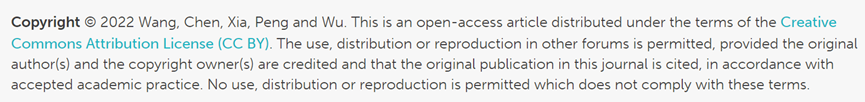 Copyright © 2022 Wang, Chen, Xia, Peng and Wu. This is an open-access article distributed under the terms of the Creative
Commons Attribution License (CC BY). The use, distribution or reproduction in other forums is permitted, provided the original
author(s) and the copyright owner(s) are credited and that the original publication in this journal is cited, in accordance with
accepted academic practice. No use, distribution or reproduction is permitted which does not comply with these terms.